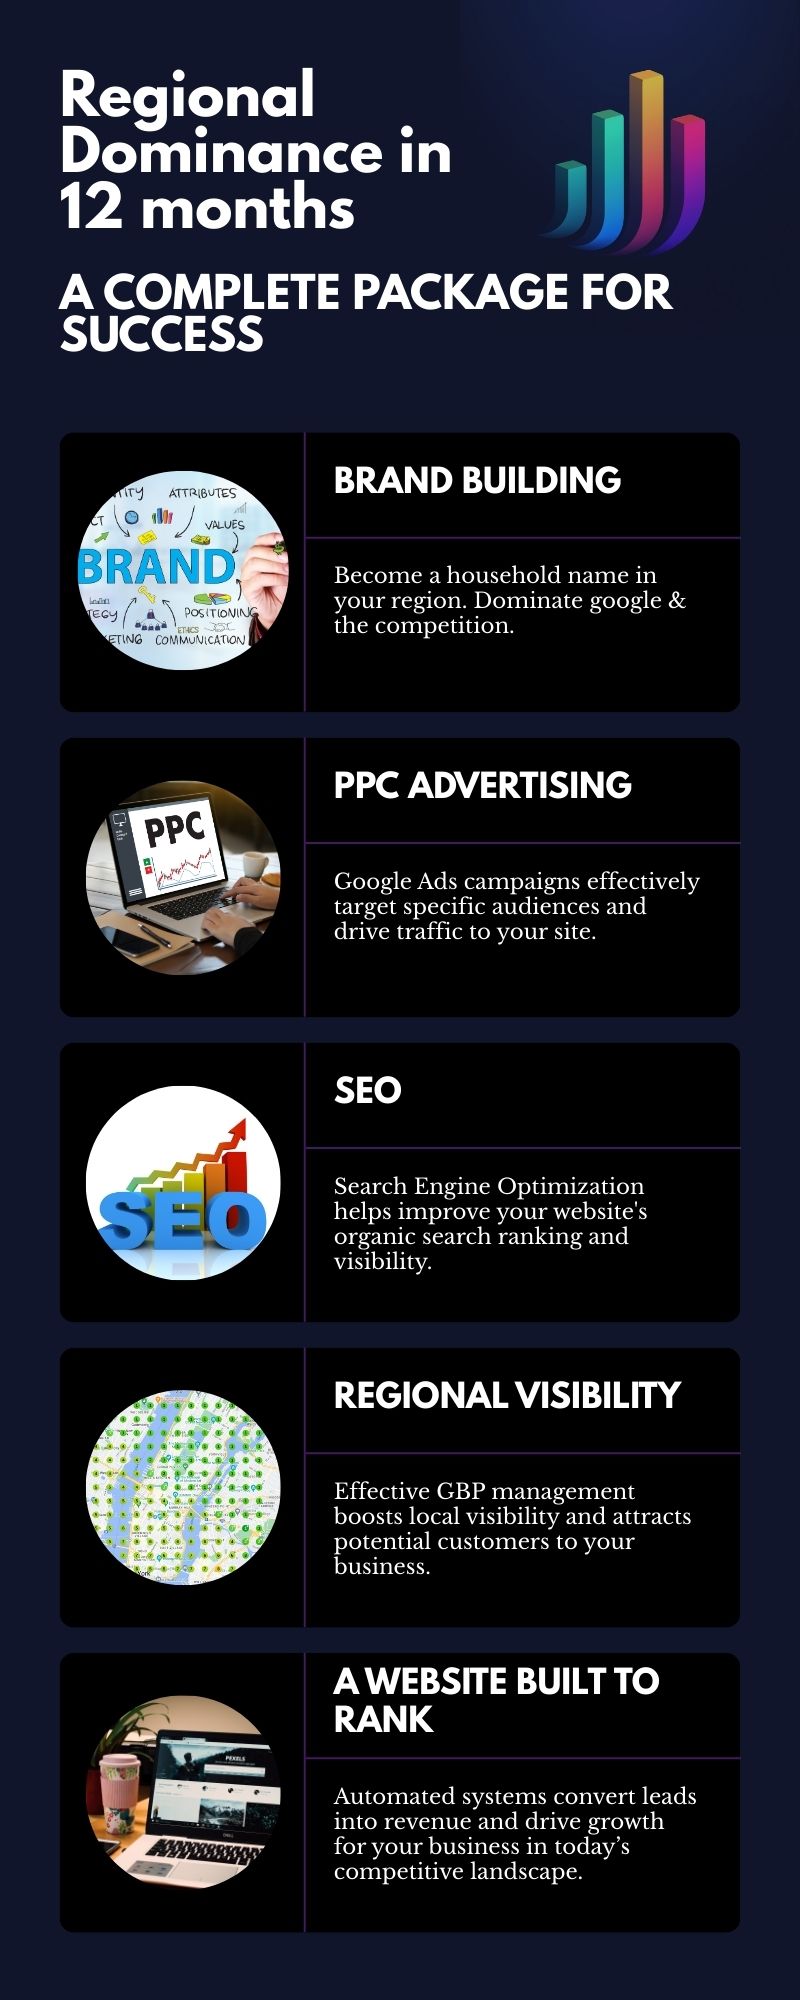 Regional
Dominance in
12 months
A COMPLETE PACKAGE FOR
SUCCESS
BRAND BUILDING
ATTRIBUTES
VALUES
BRAND
POSITIONING
ETHICS
COMMUNICATION
Become a household name in
your region. Dominate google &
the competition.
PPC ADVERTISING
PPC
Google Ads campaigns effectively
target specific audiences and
drive traffic to your site.
SEO
SEO
Search Engine Optimization
helps improve your website's
organic search ranking and
visibility.
REGIONAL VISIBILITY
Effective GBP management
boosts local visibility and attracts
potential customers to your
business.
A WEBSITE BUILT TO
RANK
PEXELS
DELL
Automated systems convert leads
into revenue and drive growth
for your business in today’s
competitive landscape.